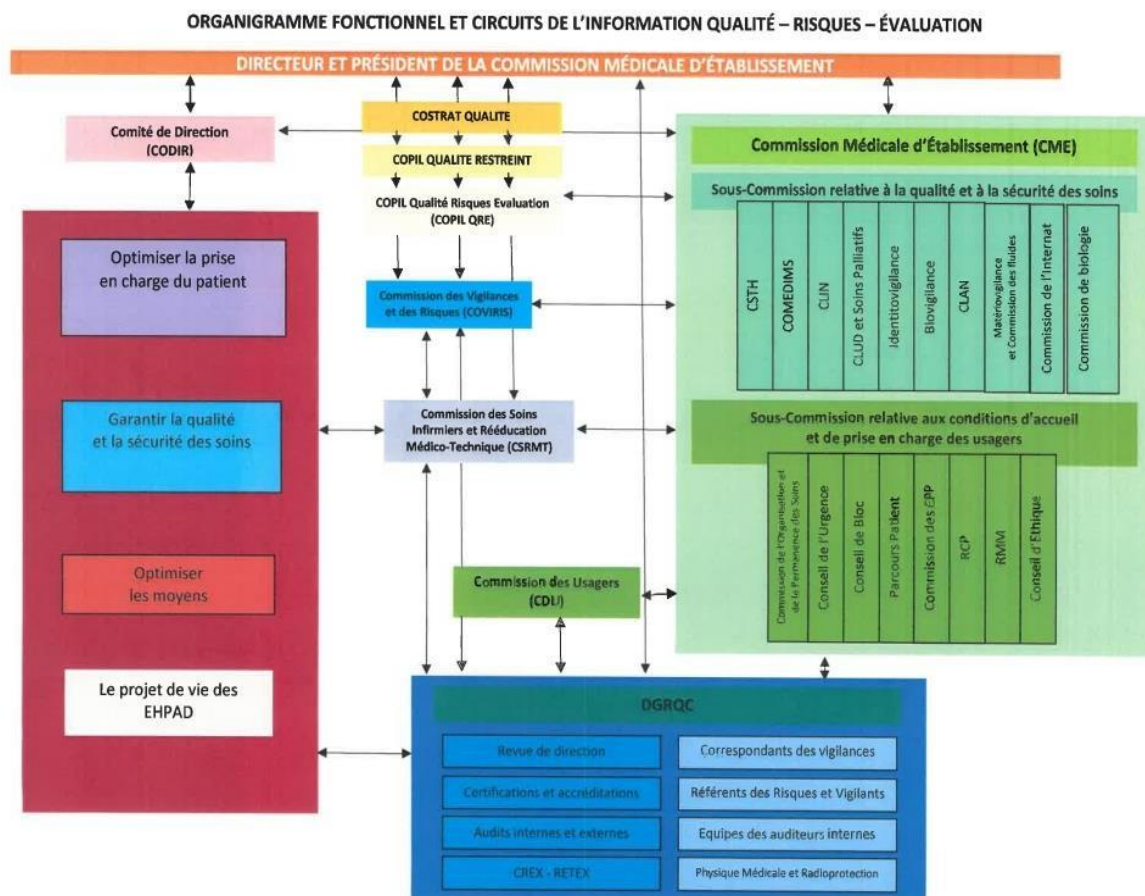 ORGANIGRAMME FONCTIONNEL ET CIRCUITS DE L'INFORMATION QUALITÉ – RISQUES – ÉVALUATION
DIRECTEUR ET PRÉSIDENT DE LA COMMISSION MÉDICALE D'ÉTABLISSEMENT
Comité de Direction
(CODIR)
COSTRAT QUALITE
COPIL QUALITE RESTREINT
COPIL Qualité Risques Evaluation
(COPIL QRE)
Commission des Vigilances
et des Risques (COVIRIS)
Commission des Soins
Infirmiers et Rééducation
Médico-Technique (CSRMT)
Commission des Usagers
(CDU)
Optimiser la prise
en charge du patient
Garantir la qualité
et la sécurité des soins
Optimiser
les moyens
Le projet de vie des
EHPAD
Commission Médicale d'Établissement (CME)
Sous-Commission relative à la qualité et à la sécurité des soins
CSTH
COMEDIMS
CLIN
CLUD et Soins Palliatifs
Identitovigilance
Biovigilance
CLAN
Matériovigilance
et Commission des fluides
Commission de l'Internat
Commission de biologie
Sous-Commission relative aux conditions d'accueil
et de prise en charge des usagers
Commission de l'Organisation et
de la Permanence des Soins
Conseil de l'Urgence
Conseil de Bloc
Parcours Patient
Commission des EPP
RCP
RMM
Conseil d'Ethique
DGRQC
Revue de direction
Correspondants des vigilances
Certifications et accréditations
Référents des Risques et Vigilants
Audits internes et externes
Equipes des auditeurs internes
CREX - RETEX
Physique Médicale et Radioprotection